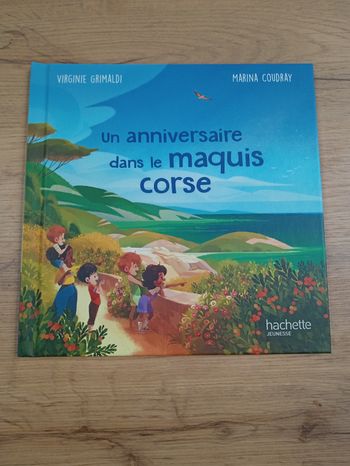 VIRGINIE GRIMALDI
MARINA COUDRAY
Un anniversaire
dans le maquis
corse
hachette
JEUNESSE